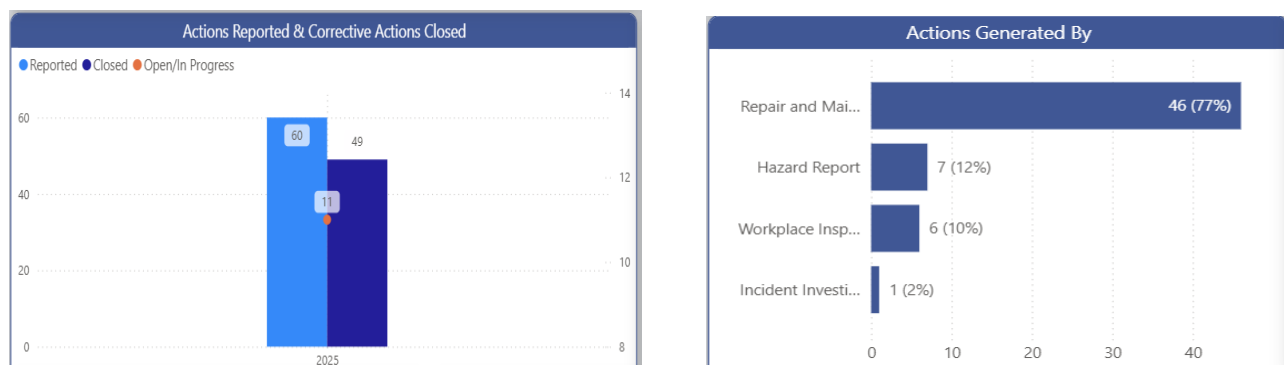 Actions Reported & Corrective Actions Closed
Reported Closed Open/In Progress
14
60
60
49
12
40
11
20
10
0
8
2025
Actions Generated By
Repair and Mai...
46 (77%)
Hazard Report
7 (12%)
Workplace Insp...
6 (10%)
Incident Investi...
1 (2%)
0 10 20 30 40